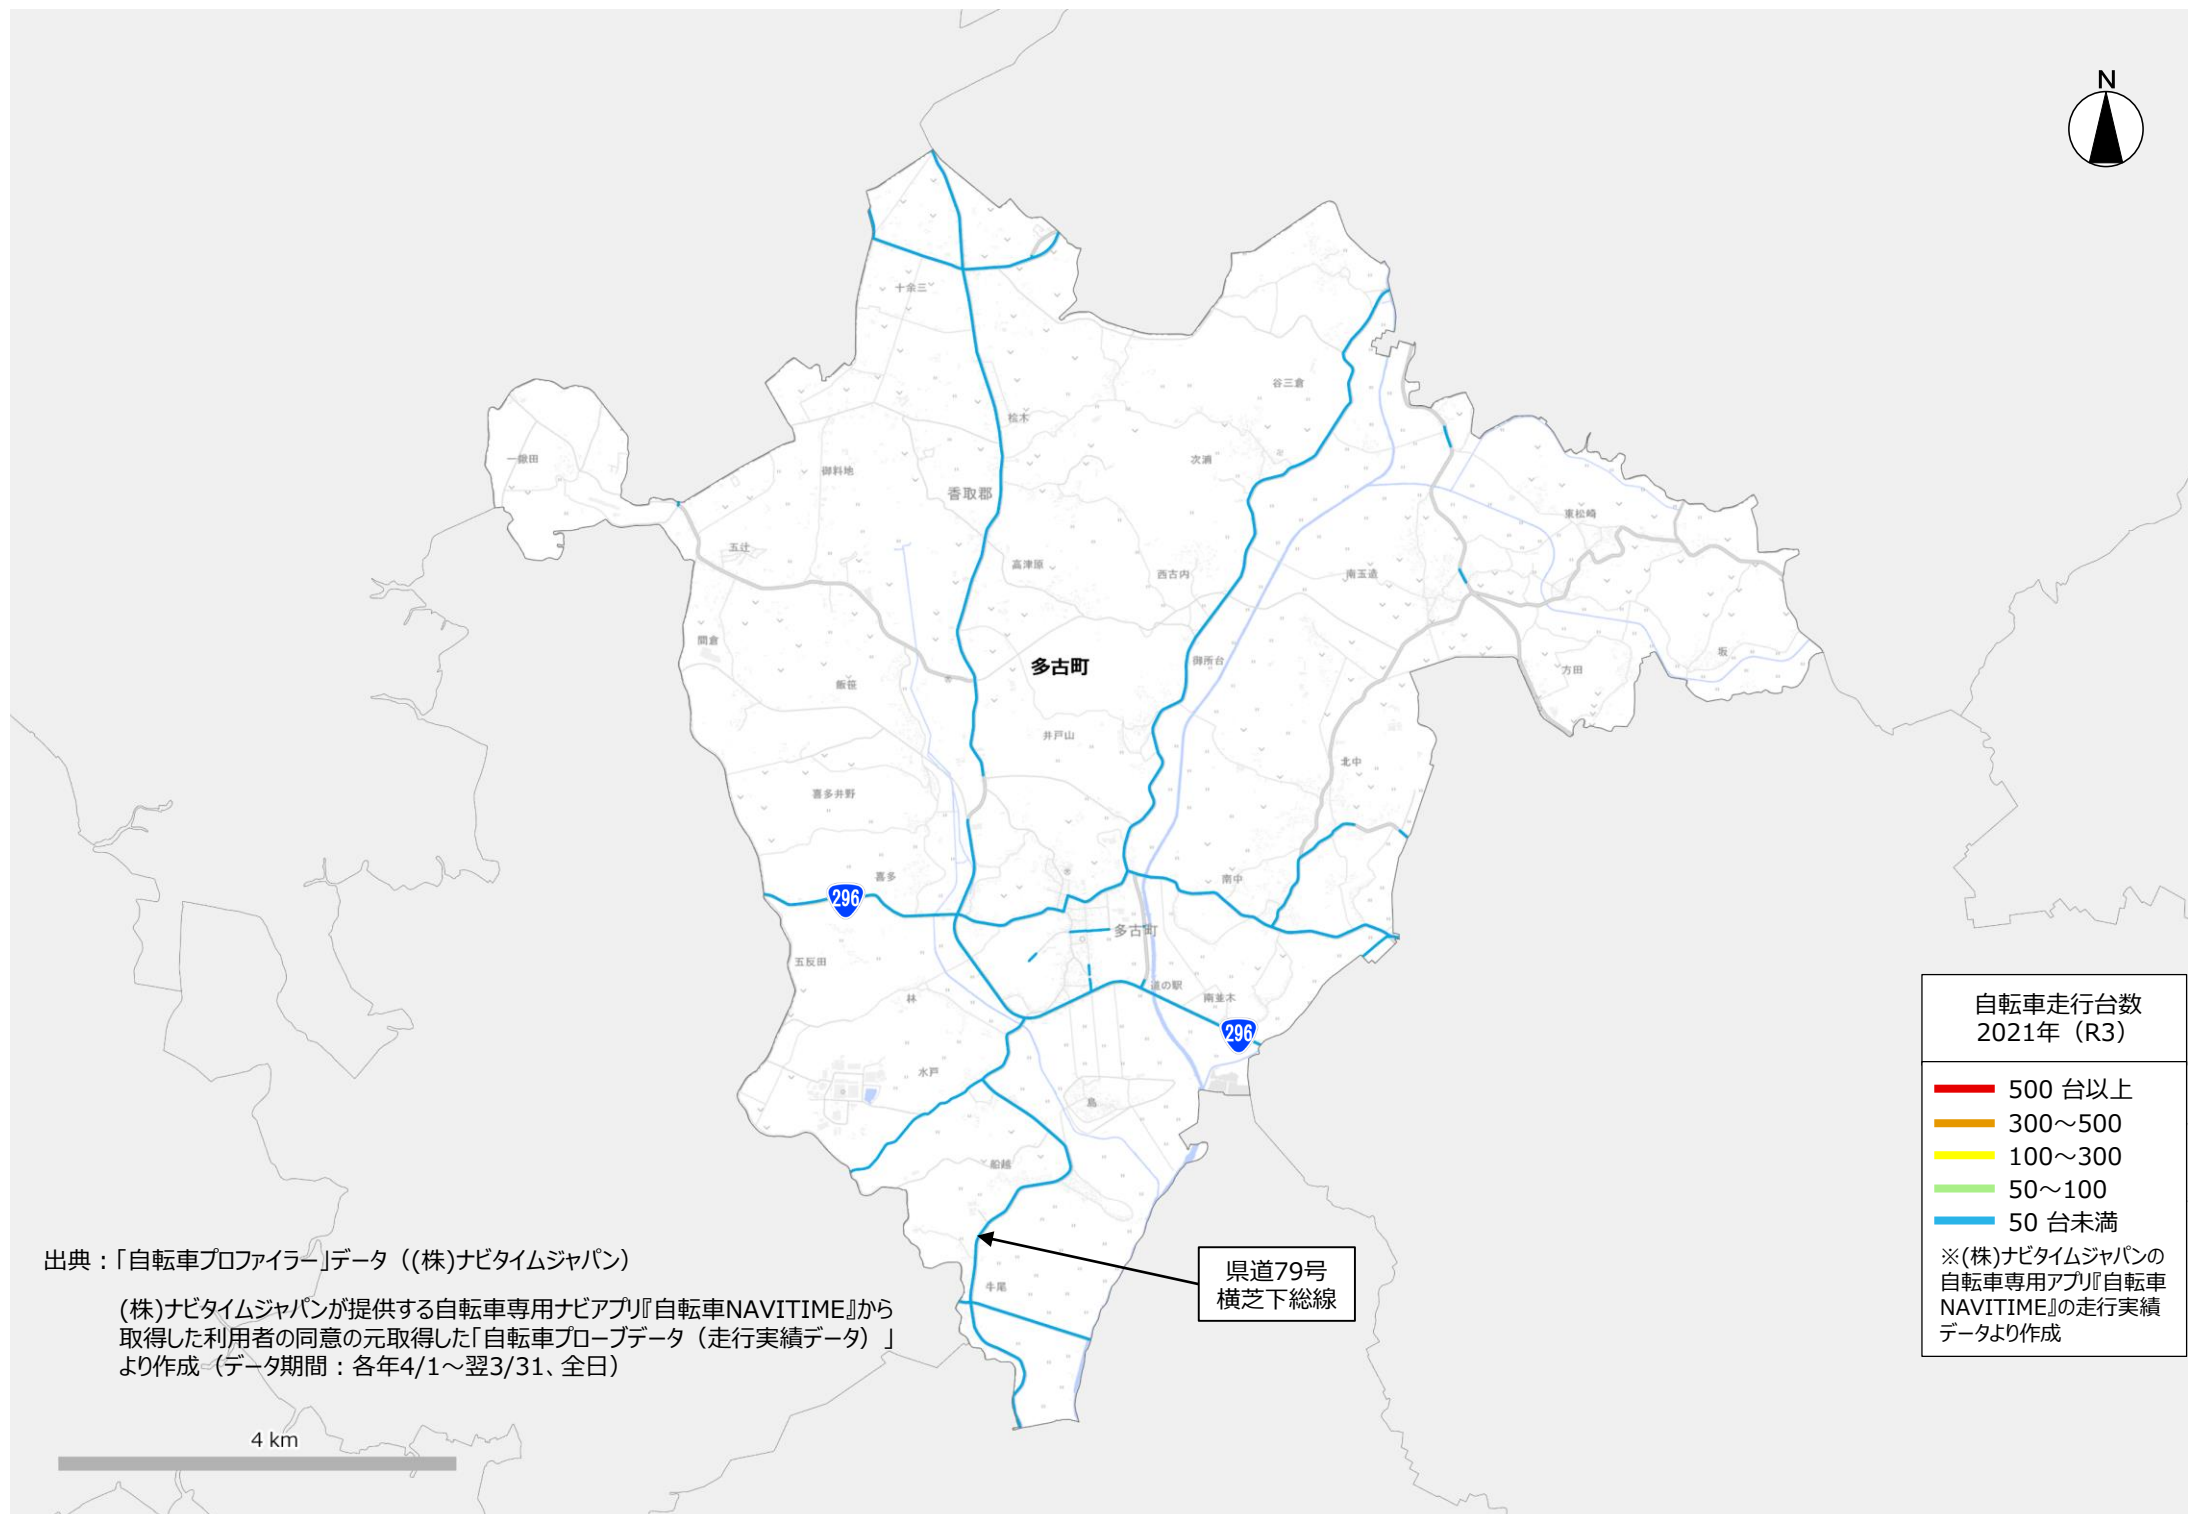 N
十余三
谷三倉
桧木
一鍬田
御料地
次浦
香取郡
東松崎
五辻
高津原
西古内
南玉造
間倉
多古町
御所台
坂
方田
飯笹
井戸山
北中
喜多井野
喜多
南中
296
多古町
五反田
道の駅
林
南並木
296
水戸
島
船越
牛尾
県道79号
横芝下総線
自転車走行台数
2021年（R3）
500 台以上
300～500
100～300
50～100
50 台未満
※(株)ナビタイムジャパンの
自転車専用アプリ『自転車
NAVITIME』の走行実績
データより作成
出典：「自転車プロファイラー」データ（(株)ナビタイムジャパン）
(株)ナビタイムジャパンが提供する自転車専用ナビアプリ『自転車NAVITIME』から
取得した利用者の同意の元取得した「自転車プローブデータ（走行実績データ）」
より作成（データ期間：各年4/1～翌3/31、全日）
4 km